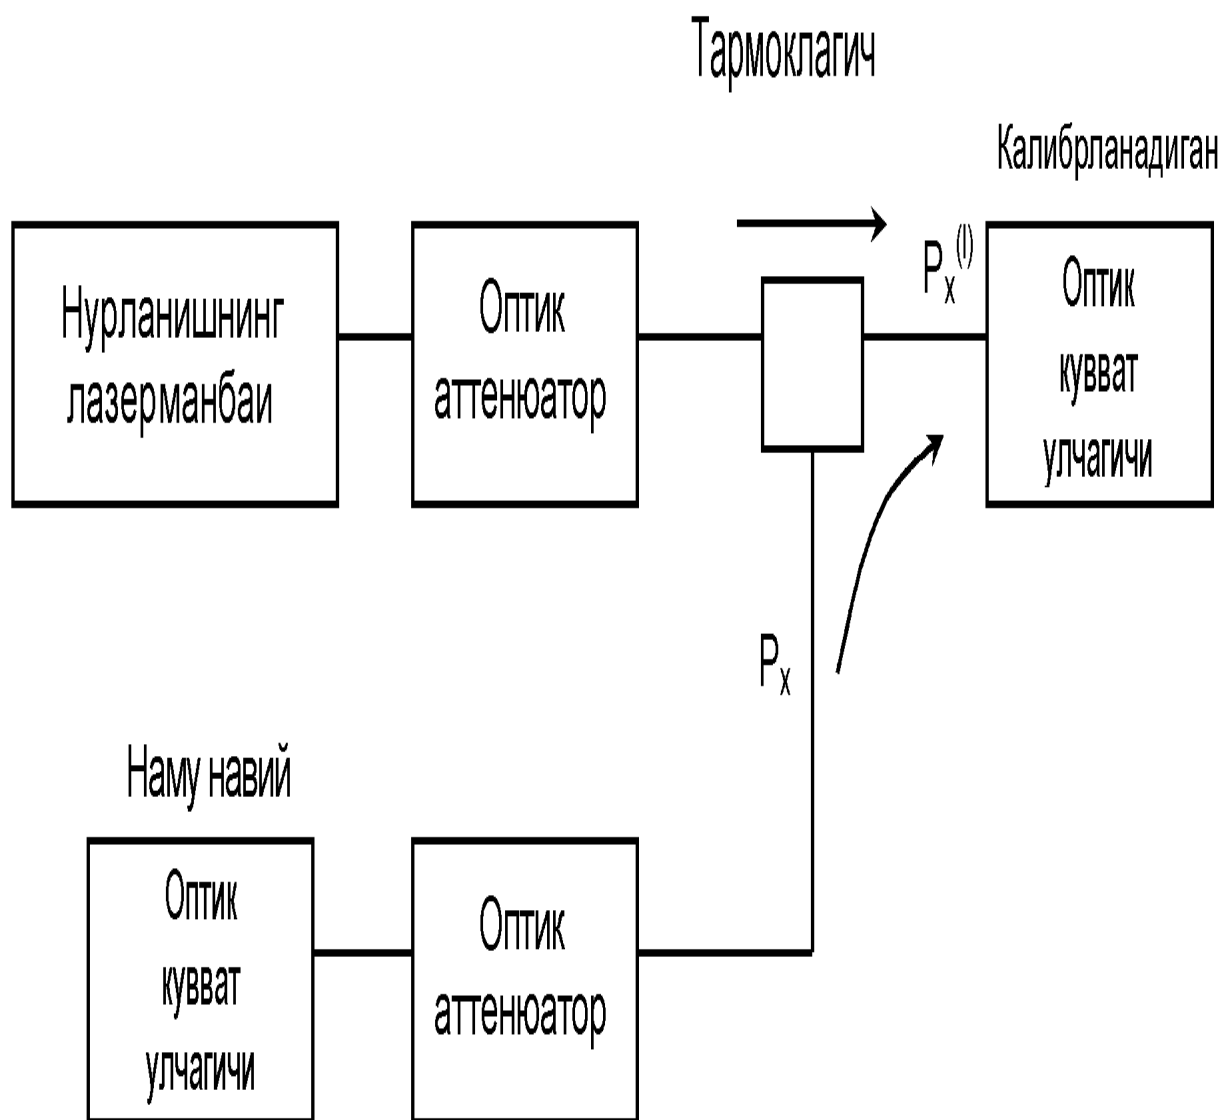 Тармоклагич
Калибрланадиган
Нурланишнинг
лазерманбаи
Оптик
аттенюатор
Pₓ⁽ᴵ⁾
Оптик
кувват
улчагичи
Pₓ
Наму навий
Оптик
кувват
улчагичи
Оптик
аттенюатор